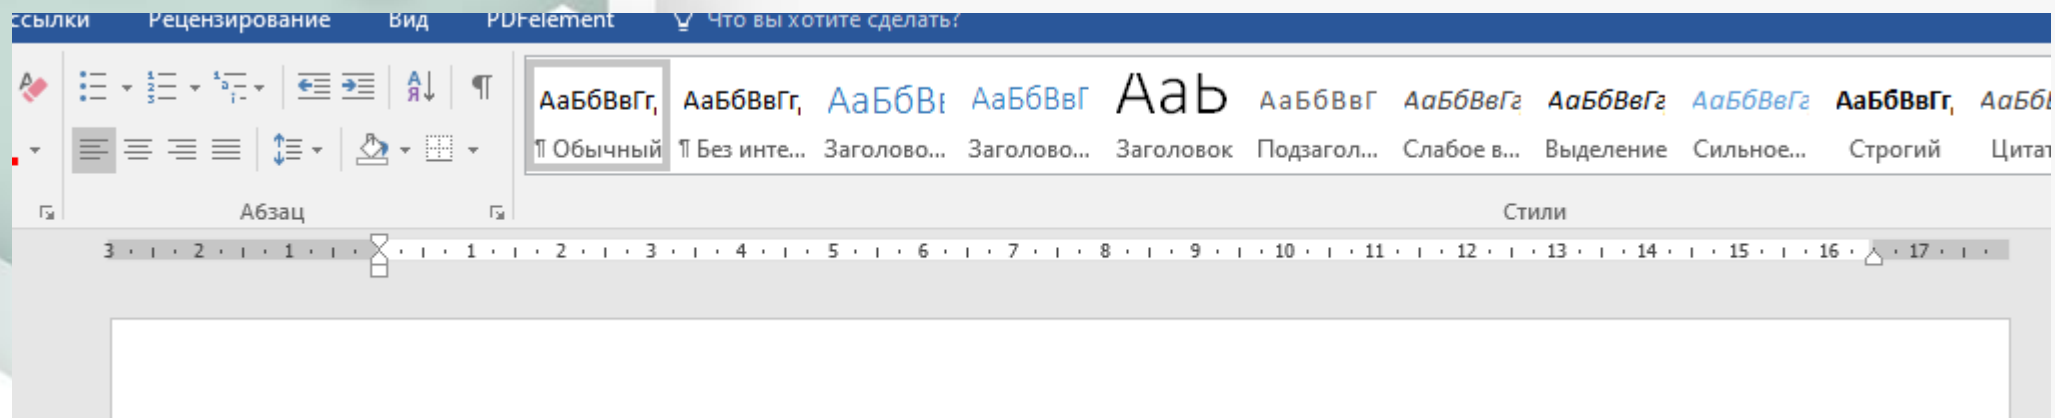 ссылки Рецензирование Вид PDFelement Что вы хотите сделать?
АаБбВвГг, АаБбВвГг, АаБбВі АаБбВвГ АаЬ АаБбВвГ АаБбВвГг АаБбВвГг АаБбВвГг АаБбВвГг, АаБбВ
¶ Обычный ¶ Без инте... Заголово... Заголово... Заголовок Подзагол... Слабое в... Выделение Сильное... Строгий Цитат
Абзац Стили
3 2 1 1 2 3 4 5 6 7 8 9 10 11 12 13 14 15 16 17